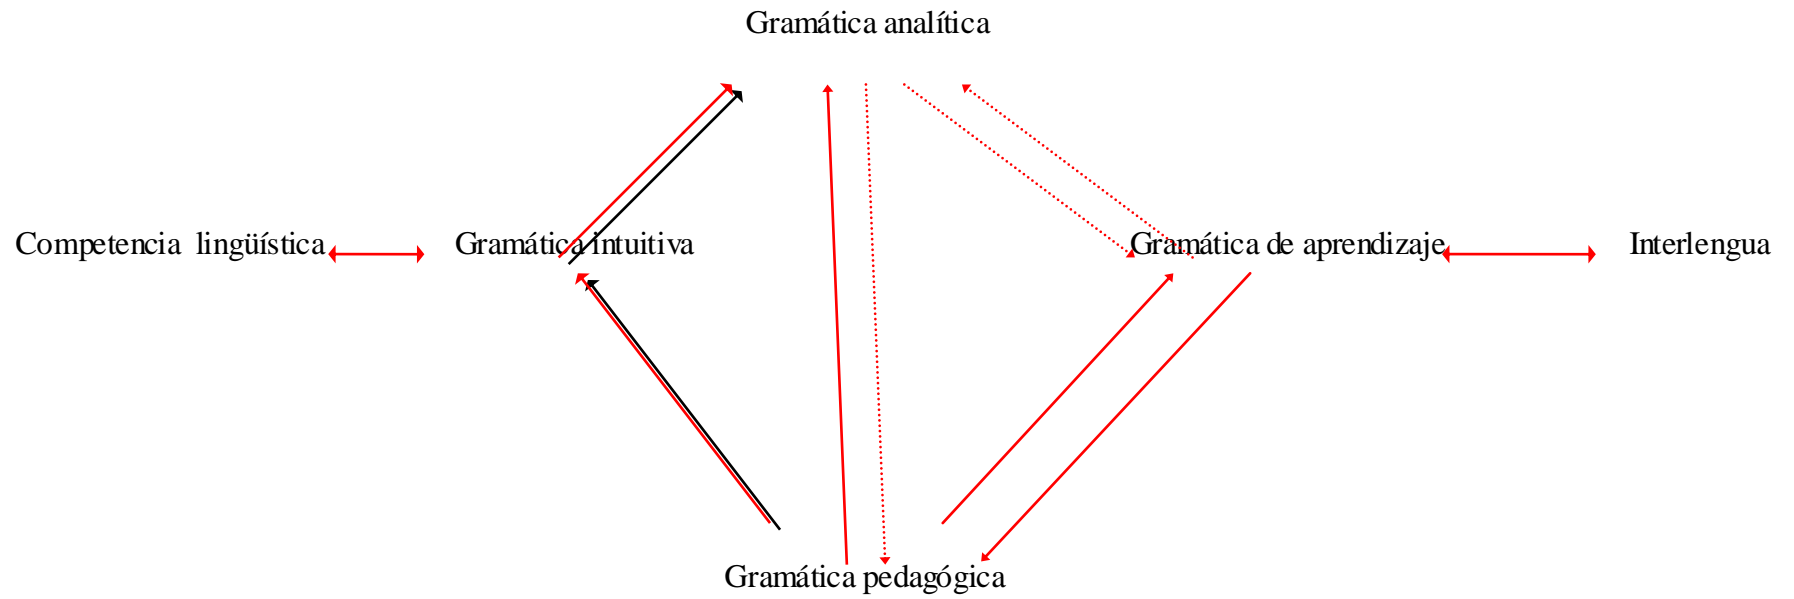 Gramática analítica
Competencia lingüística
Gramática intuitiva
Gramática de aprendizaje
Interlengua
Gramática pedagógica